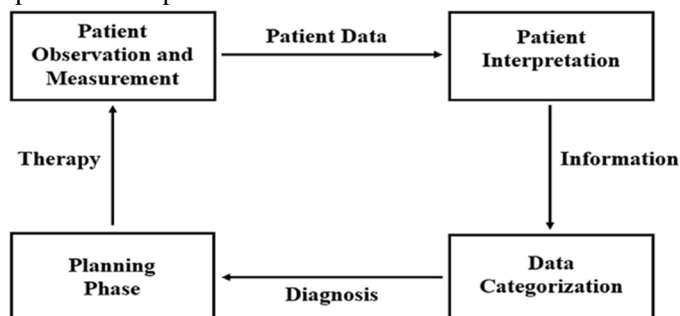 Patient
Observation and
Measurement
Patient Data
Patient
Interpretation
Therapy
Information
Planning
Phase
Diagnosis
Data
Categorization